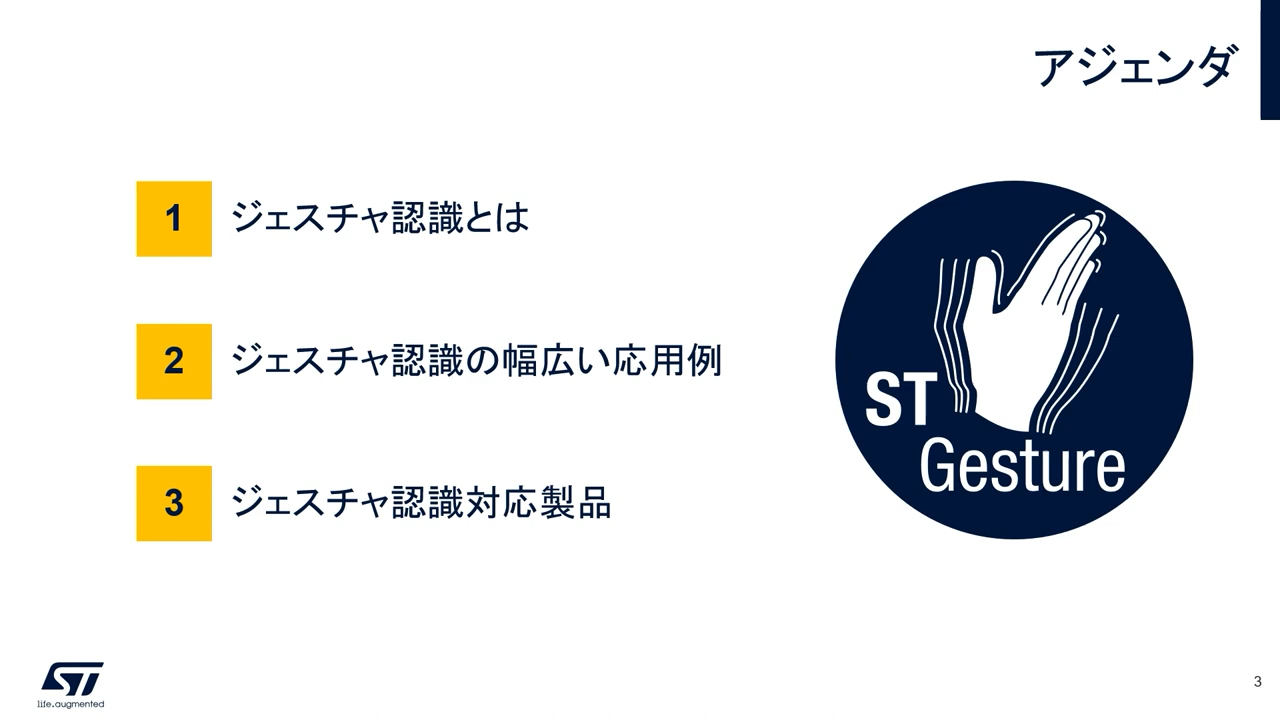 アジェンダ
1 ジェスチャ認識とは
2 ジェスチャ認識の幅広い応用例
3 ジェスチャ認識対応製品
ST
Gesture
ST
life.augmented
3